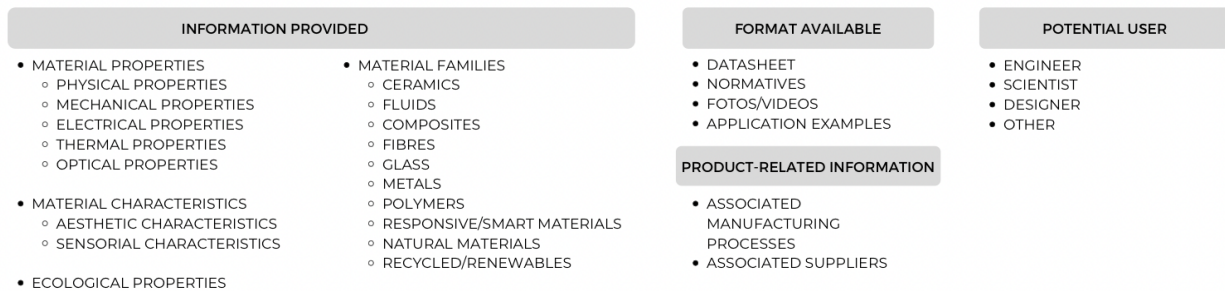 INFORMATION PROVIDED
MATERIAL PROPERTIES
PHYSICAL PROPERTIES
MECHANICAL PROPERTIES
ELECTRICAL PROPERTIES
THERMAL PROPERTIES
OPTICAL PROPERTIES
MATERIAL CHARACTERISTICS
AESTHETIC CHARACTERISTICS
SENSORIAL CHARACTERISTICS
ECOLOGICAL PROPERTIES
MATERIAL FAMILIES
CERAMICS
FLUIDS
COMPOSITES
FIBRES
GLASS
METALS
POLYMERS
RESPONSIVE/SMART MATERIALS
NATURAL MATERIALS
RECYCLED/RENEWABLES
FORMAT AVAILABLE
DATASHEET
NORMATIVES
FOTOS/VIDEOS
APPLICATION EXAMPLES
PRODUCT-RELATED INFORMATION
ASSOCIATED
MANUFACTURING
PROCESSES
ASSOCIATED SUPPLIERS
POTENTIAL USER
ENGINEER
SCIENTIST
DESIGNER
OTHER